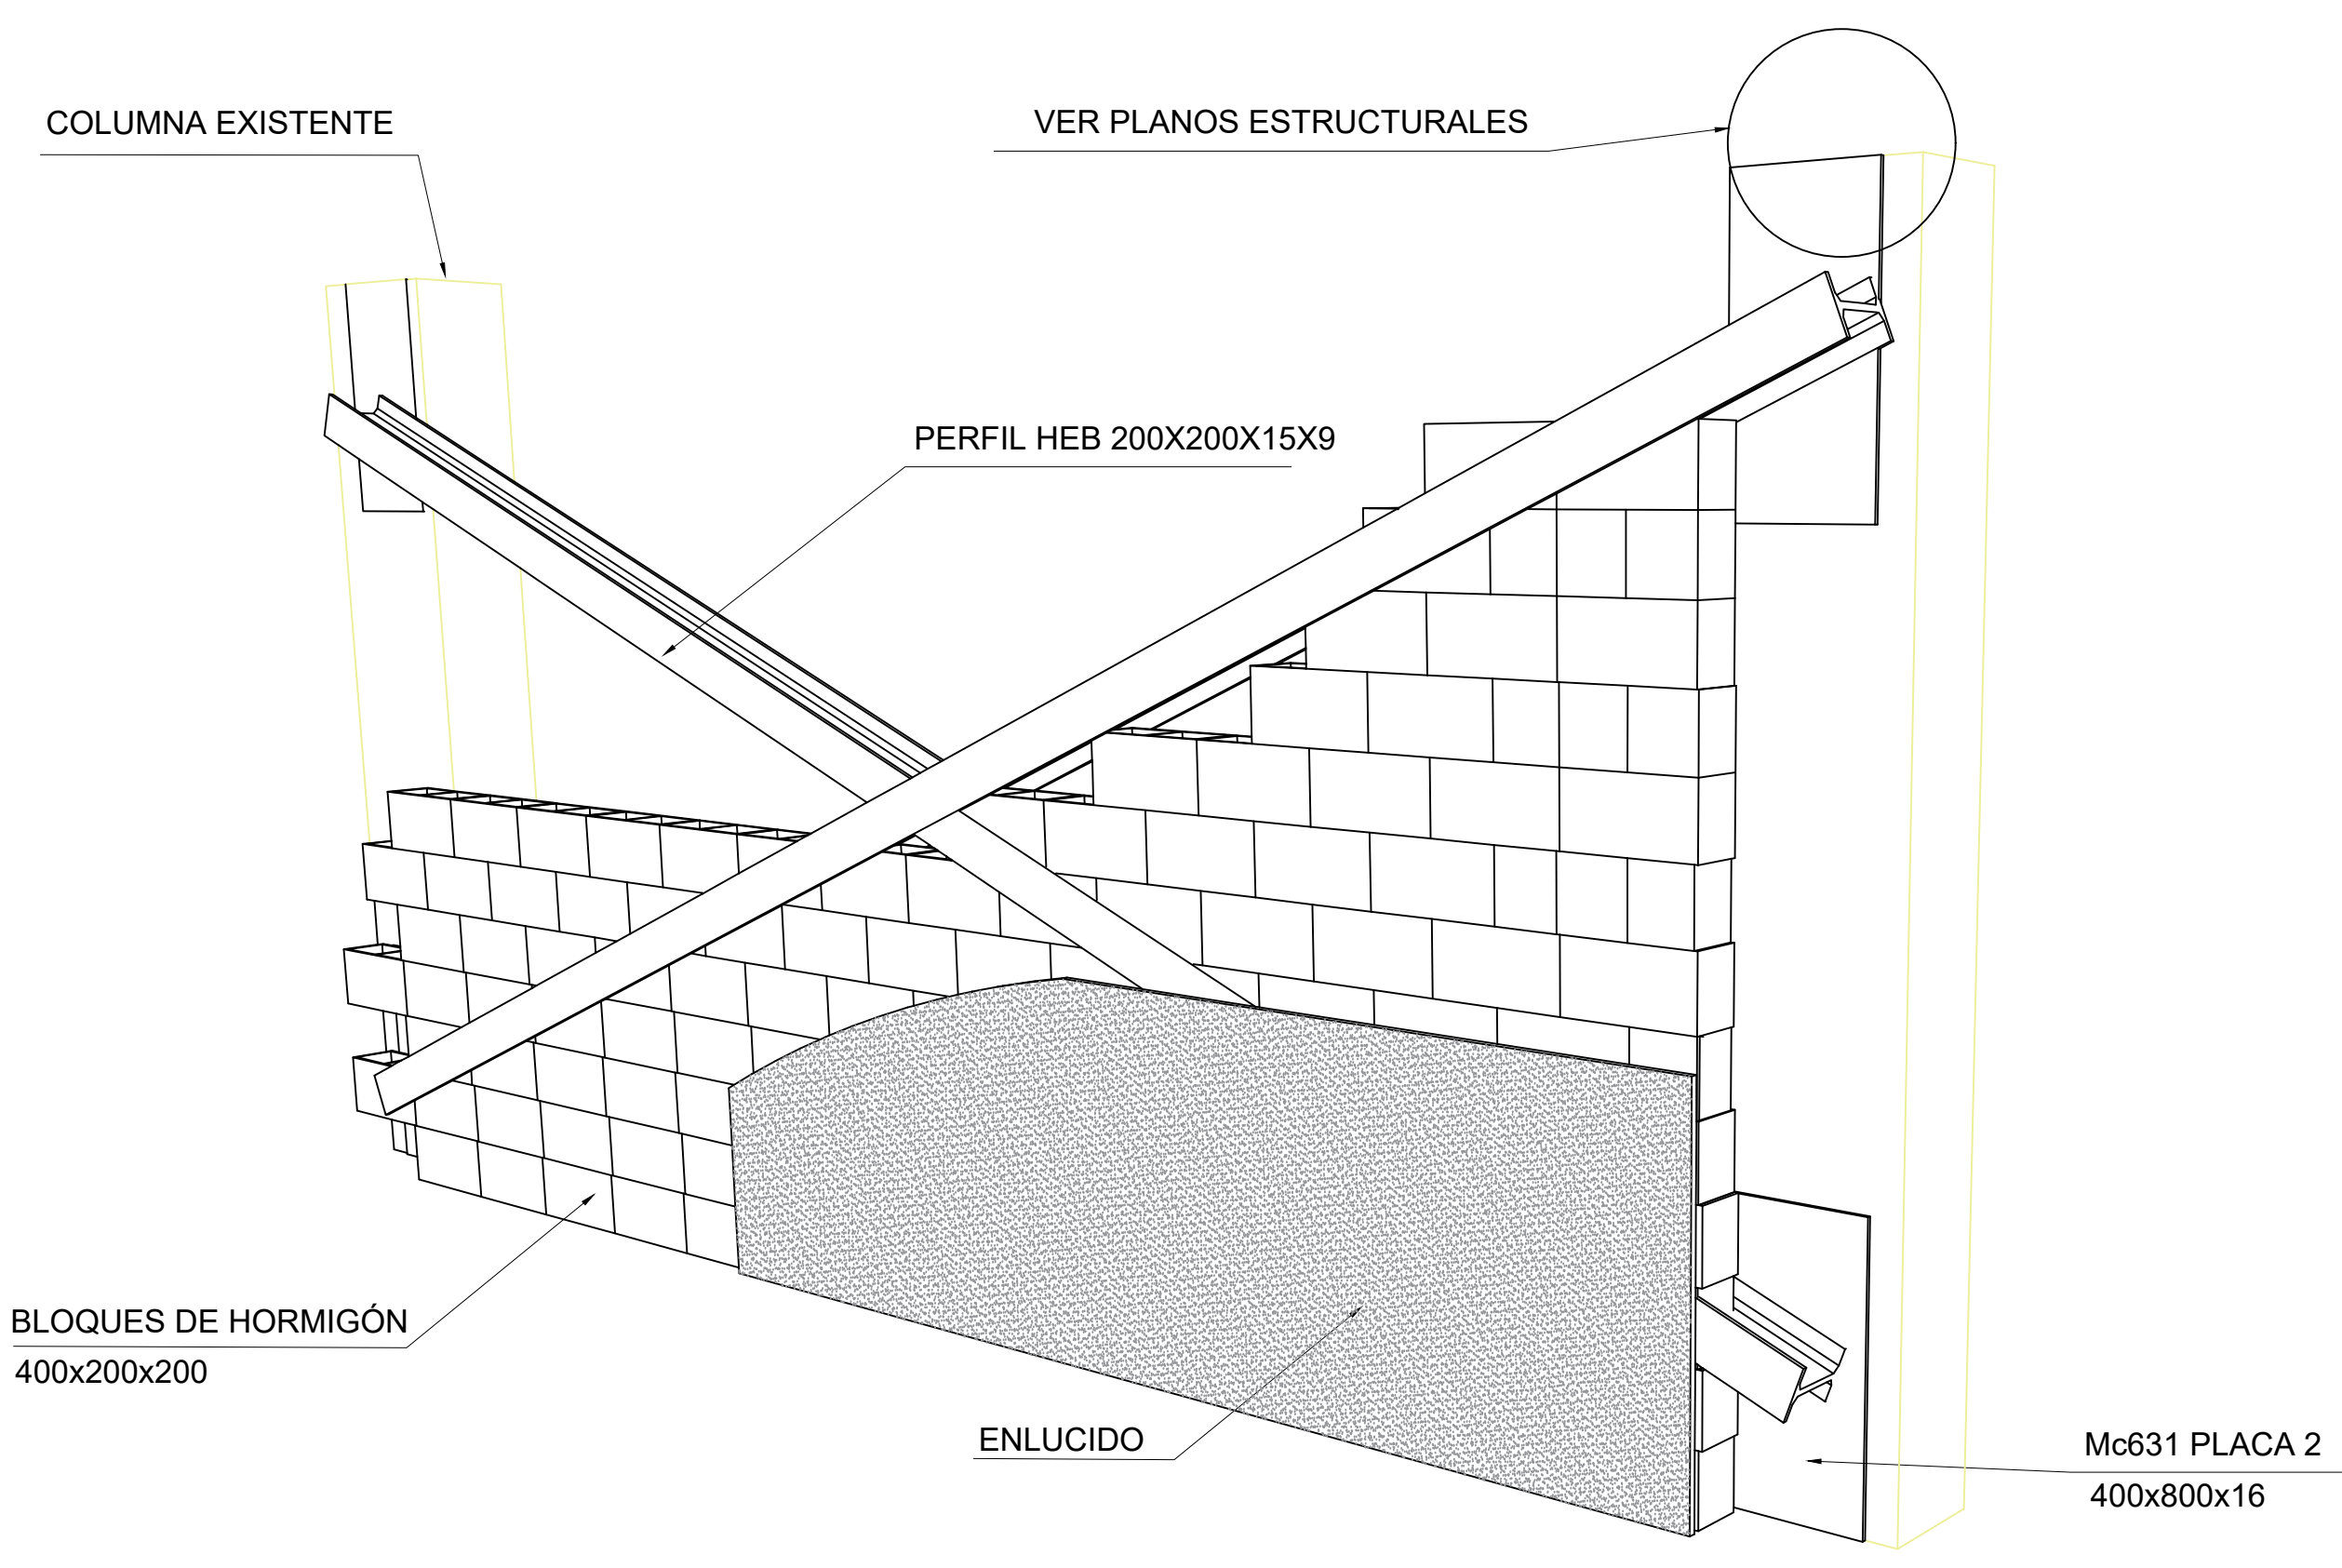 COLUMNA EXISTENTE
VER PLANOS ESTRUCTURALES
PERFIL HEB 200X200X15X9
BLOQUES DE HORMIGÓN
400x200x200
ENLUCIDO
Mc631 PLACA 2
400x800x16